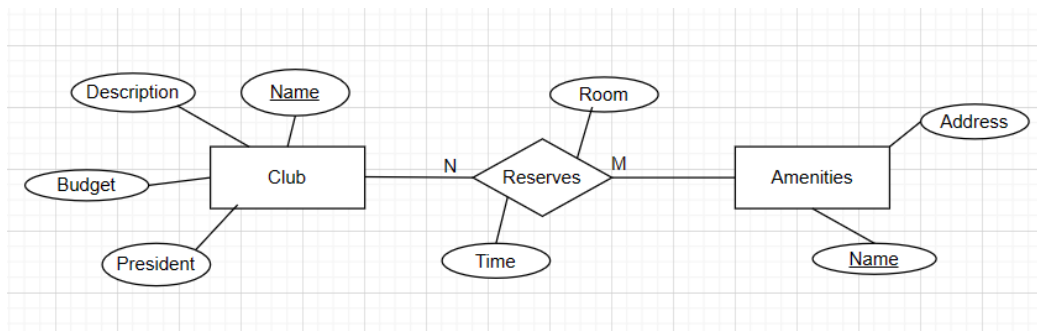 Description
Name
Room
Address
Budget
Club
N
Reserves
M
Amenities
President
Time
Name